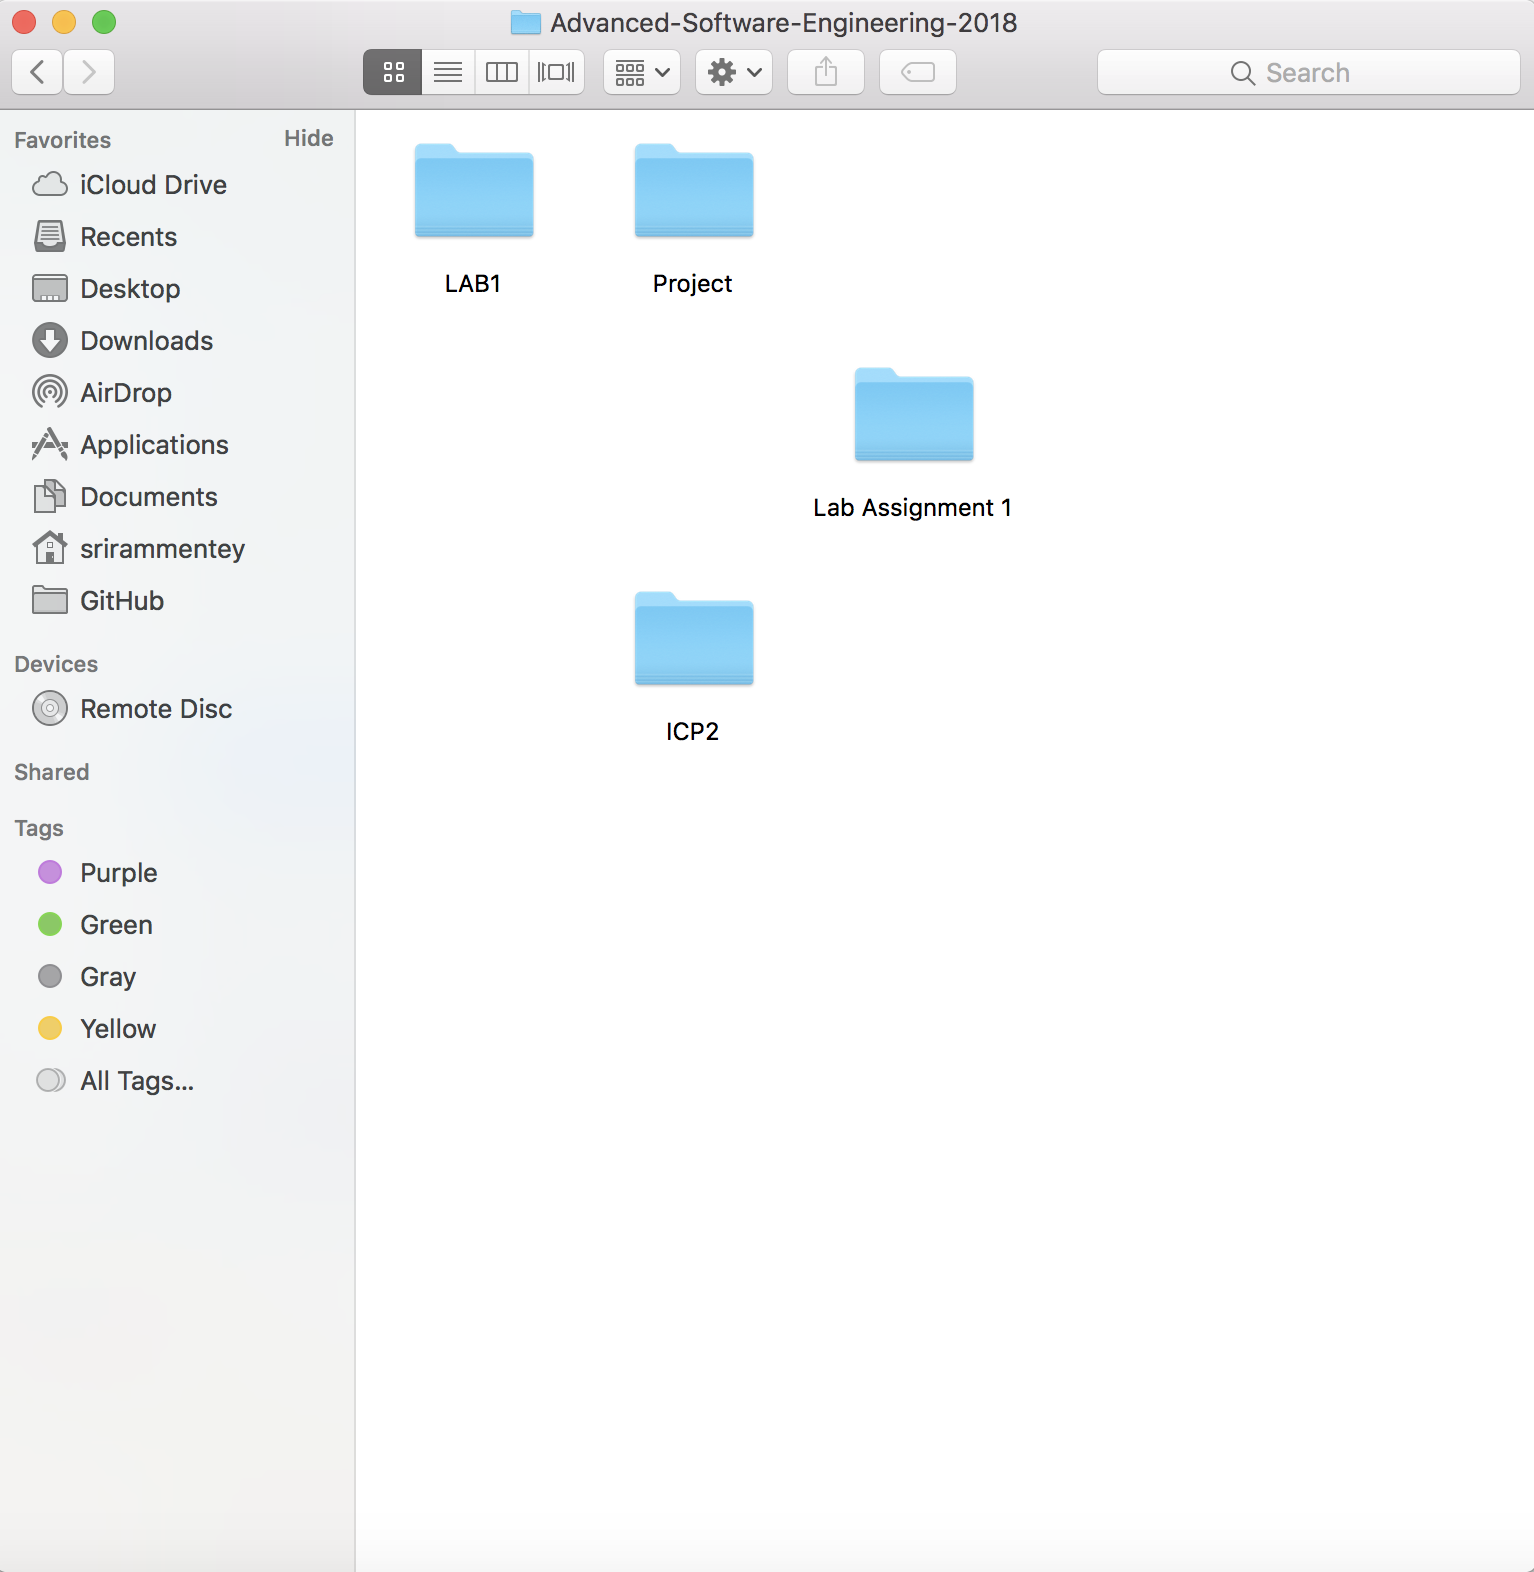 Advanced-Software-Engineering-2018
Search
Favorites
Hide
iCloud Drive
Recents
Desktop
Downloads
AirDrop
Applications
Documents
srirammentey
GitHub
Devices
Remote Disc
Shared
Tags
Purple
Green
Gray
Yellow
All Tags...
LAB1
Project
Lab Assignment 1
ICP2